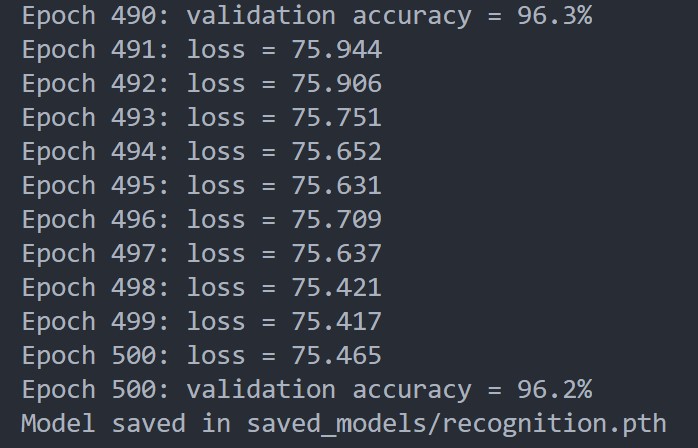 Epoch 490: validation accuracy = 96.3%
Epoch 491: loss = 75.944
Epoch 492: loss = 75.906
Epoch 493: loss = 75.751
Epoch 494: loss = 75.652
Epoch 495: loss = 75.631
Epoch 496: loss = 75.709
Epoch 497: loss = 75.637
Epoch 498: loss = 75.421
Epoch 499: loss = 75.417
Epoch 500: loss = 75.465
Epoch 500: validation accuracy = 96.2%
Model saved in saved_models/recognition.pth